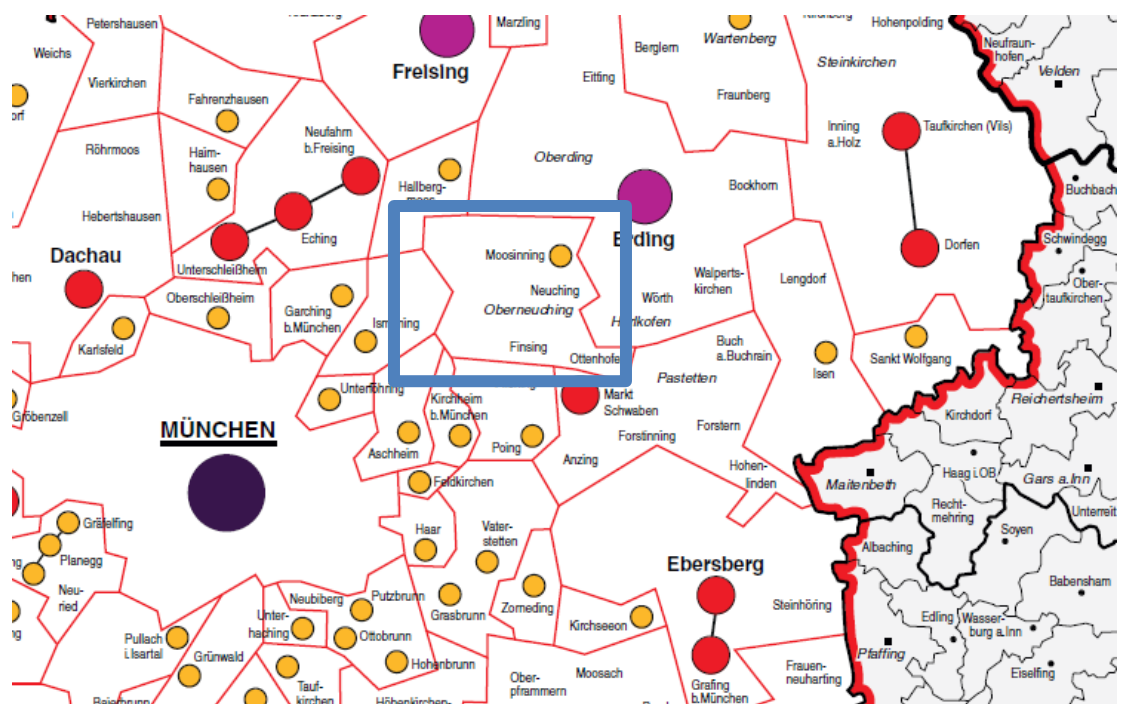 Petershausen
Marzling
Kirchberg
Hohenpolding
Weichs
Freising
Berglern
Wartenberg
Steinkirchen
Neufraun-
hofen
Velden
Vierkirchen
Eitting
Fraunberg
Fahrenzhausen
Neufahrn
b.Freising
Inning
a.Holz
Taufkirchen (Vils)
Röhrmoos
Haim-
hausen
Oberding
Hallberg-
moos
Bockhorn
Buchbach
Hebertshausen
Eching
Erding
Schwindegg
Dachau
Unterschleißheim
Moosinning
Dorfen
Walperts-
kirchen
Lengdorf
Ober-
taufkirchen
Oberschleißheim
Garching
b.München
Neuching
Wörth
Oberneuching
Hörlkofen
Ismaning
Karlsfeld
Finsing
Ottenhofen
Buch
a.Buchrain
Sankt Wolfgang
Isen
Pastetten
Unterföhring
Kirchheim
b.München
Markt
Schwaben
Reichertsheim
Gröbenzell
Kirchdorf
MÜNCHEN
Aschheim
Poing
Forstinning
Forstern
Anzing
Hohen-
linden
Haag i.OB
Maitenbeth
Gars a.Inn
Feldkirchen
Recht-
mehring
Unterreit
Gräfelfing
Haar
Vater-
stetten
Soyen
Albaching
Planegg
Ebersberg
Neu-
ried
Babensham
Neubiberg
Putzbrunn
Grasbrunn
Zorneding
Steinhöring
Unter-
haching
Kirchseeon
Edling
Wasser-
burg a.Inn
Pullach
i.Isartal
Ottobrunn
Grünwald
Hohenbrunn
Pfaffing
Eiselfing
Moosach
Frauen-
neuharting
Ober-
pframmern
Grafing
b.München
Tauf-
kirchen
Baierbrunn
Höhenkirchen-